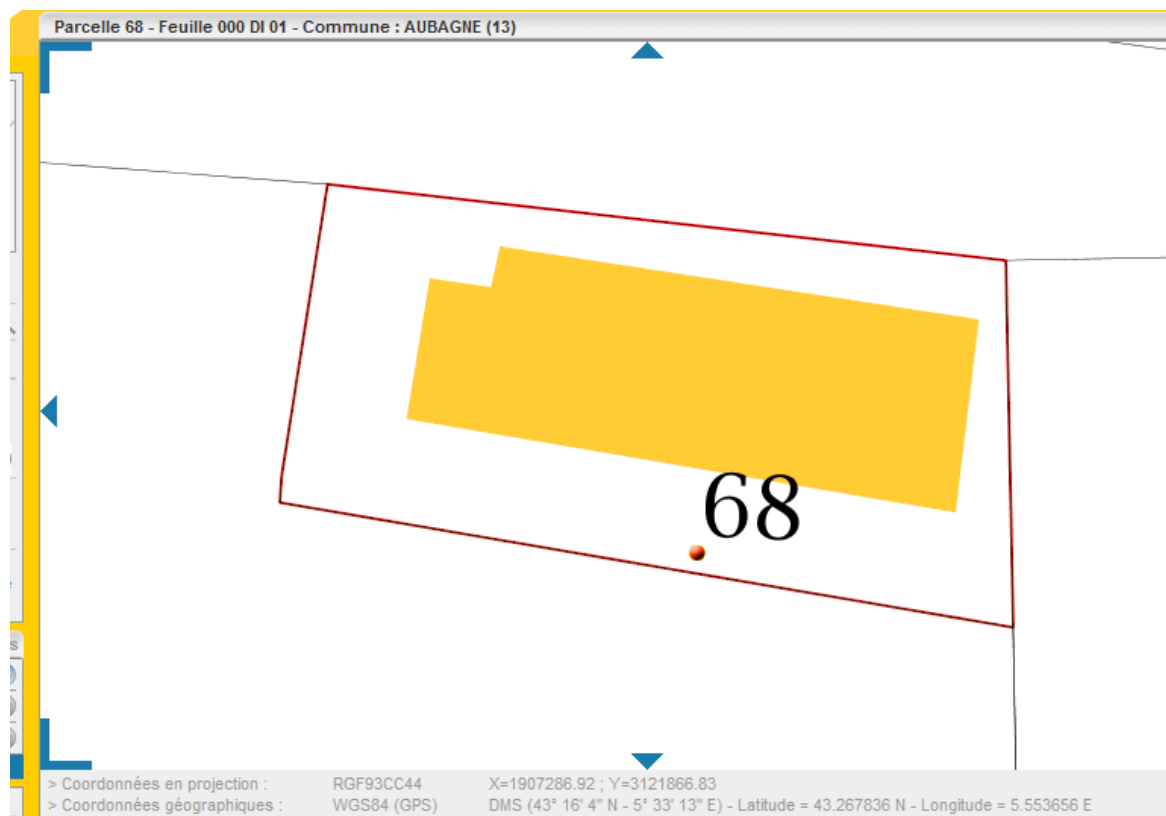 Parcelle 68 - Feuille 000 DI 01 - Commune : AUBAGNE (13)
68
s
> Coordonnées en projection : RGF93CC44 X=1907286.92 ; Y=3121866.83
> Coordonnées géographiques : WGS84 (GPS) DMS (43° 16' 4" N - 5° 33' 13" E) - Latitude = 43.267836 N - Longitude = 5.553656 E